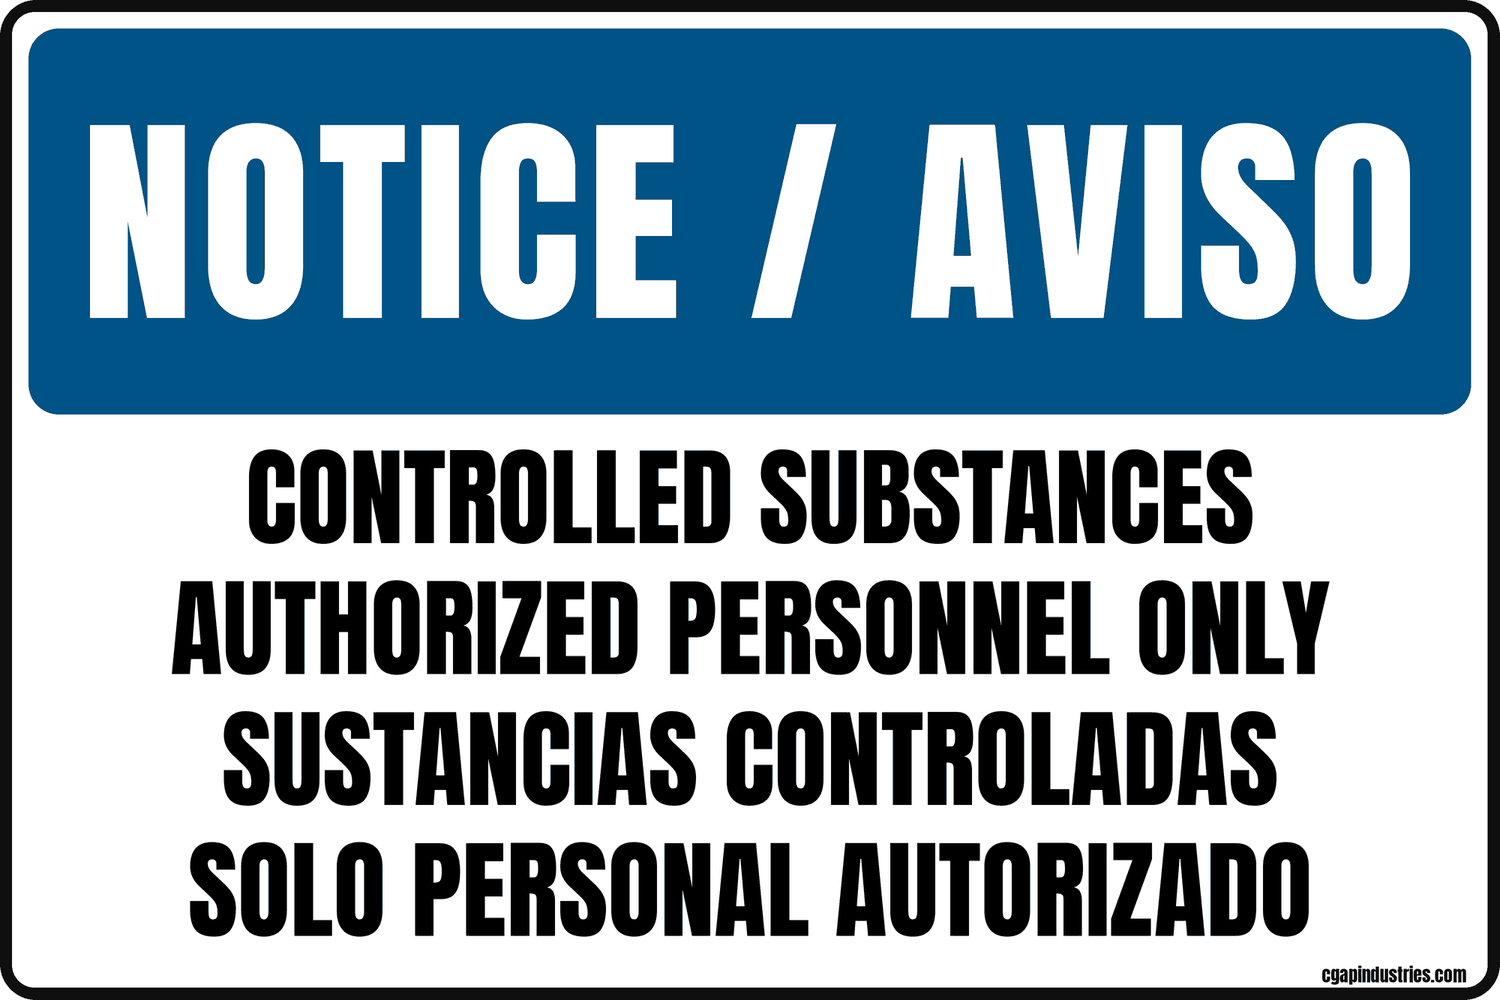 NOTICE / AVISO
CONTROLLED SUBSTANCES
AUTHORIZED PERSONNEL ONLY
SUSTANCIAS CONTROLADAS
SOLO PERSONAL AUTORIZADO
cgapindustries.com